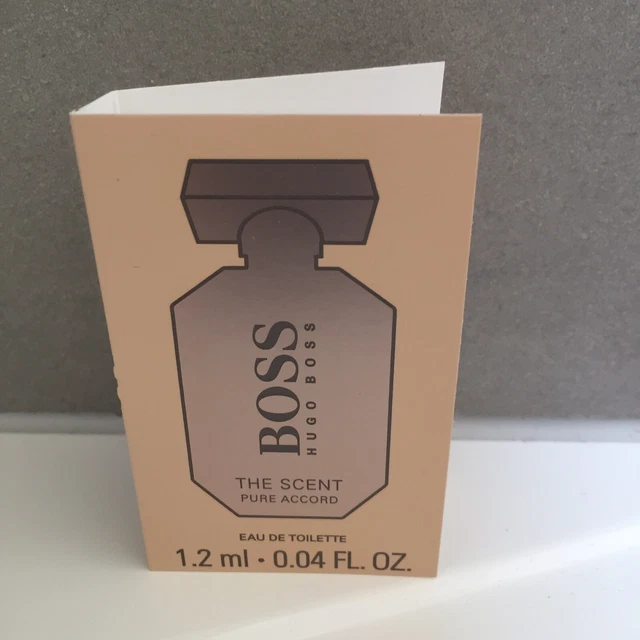 BOSS
HUGO BOSS
THE SCENT
PURE ACCORD
EAU DE TOILETTE
1.2 ml • 0.04 FL. OZ.